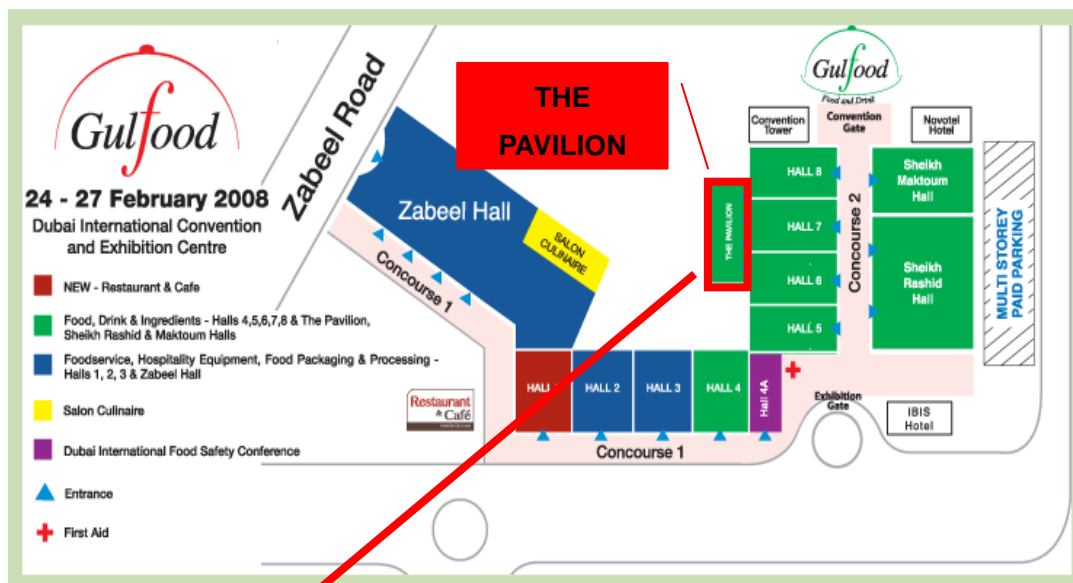 Gulfood
24 - 27 February 2008
Dubai International Convention
and Exhibition Centre
NEW - Restaurant & Cafe
Food, Drink & Ingredients - Halls 4,5,6,7,8 & The Pavilion,
Sheikh Rashid & Maktoum Halls
Foodservice, Hospitality Equipment, Food Packaging & Processing -
Halls 1, 2, 3 & Zabeel Hall
Salon Culinaire
Dubai International Food Safety Conference
Entrance
First Aid
Zabeel Road
Zabeel Hall
SALON
CULINAIRE
Concourse 1
THE
PAVILION
Gulfood
Food and Drink
Convention
Gate
Convention
Tower
Novotel
Hotel
HALL 8
HALL 7
HALL 6
HALL 5
THE PAVILION
Concourse 2
Sheikh
Maktoum
Hall
Sheikh
Rashid
Hall
MULTI STOREY
PAID PARKING
Restaurant
& Café
HALL
HALL 2
HALL 3
HALL 4
Hall 4A
Exhibition
Gate
IBIS
Hotel
Concourse 1